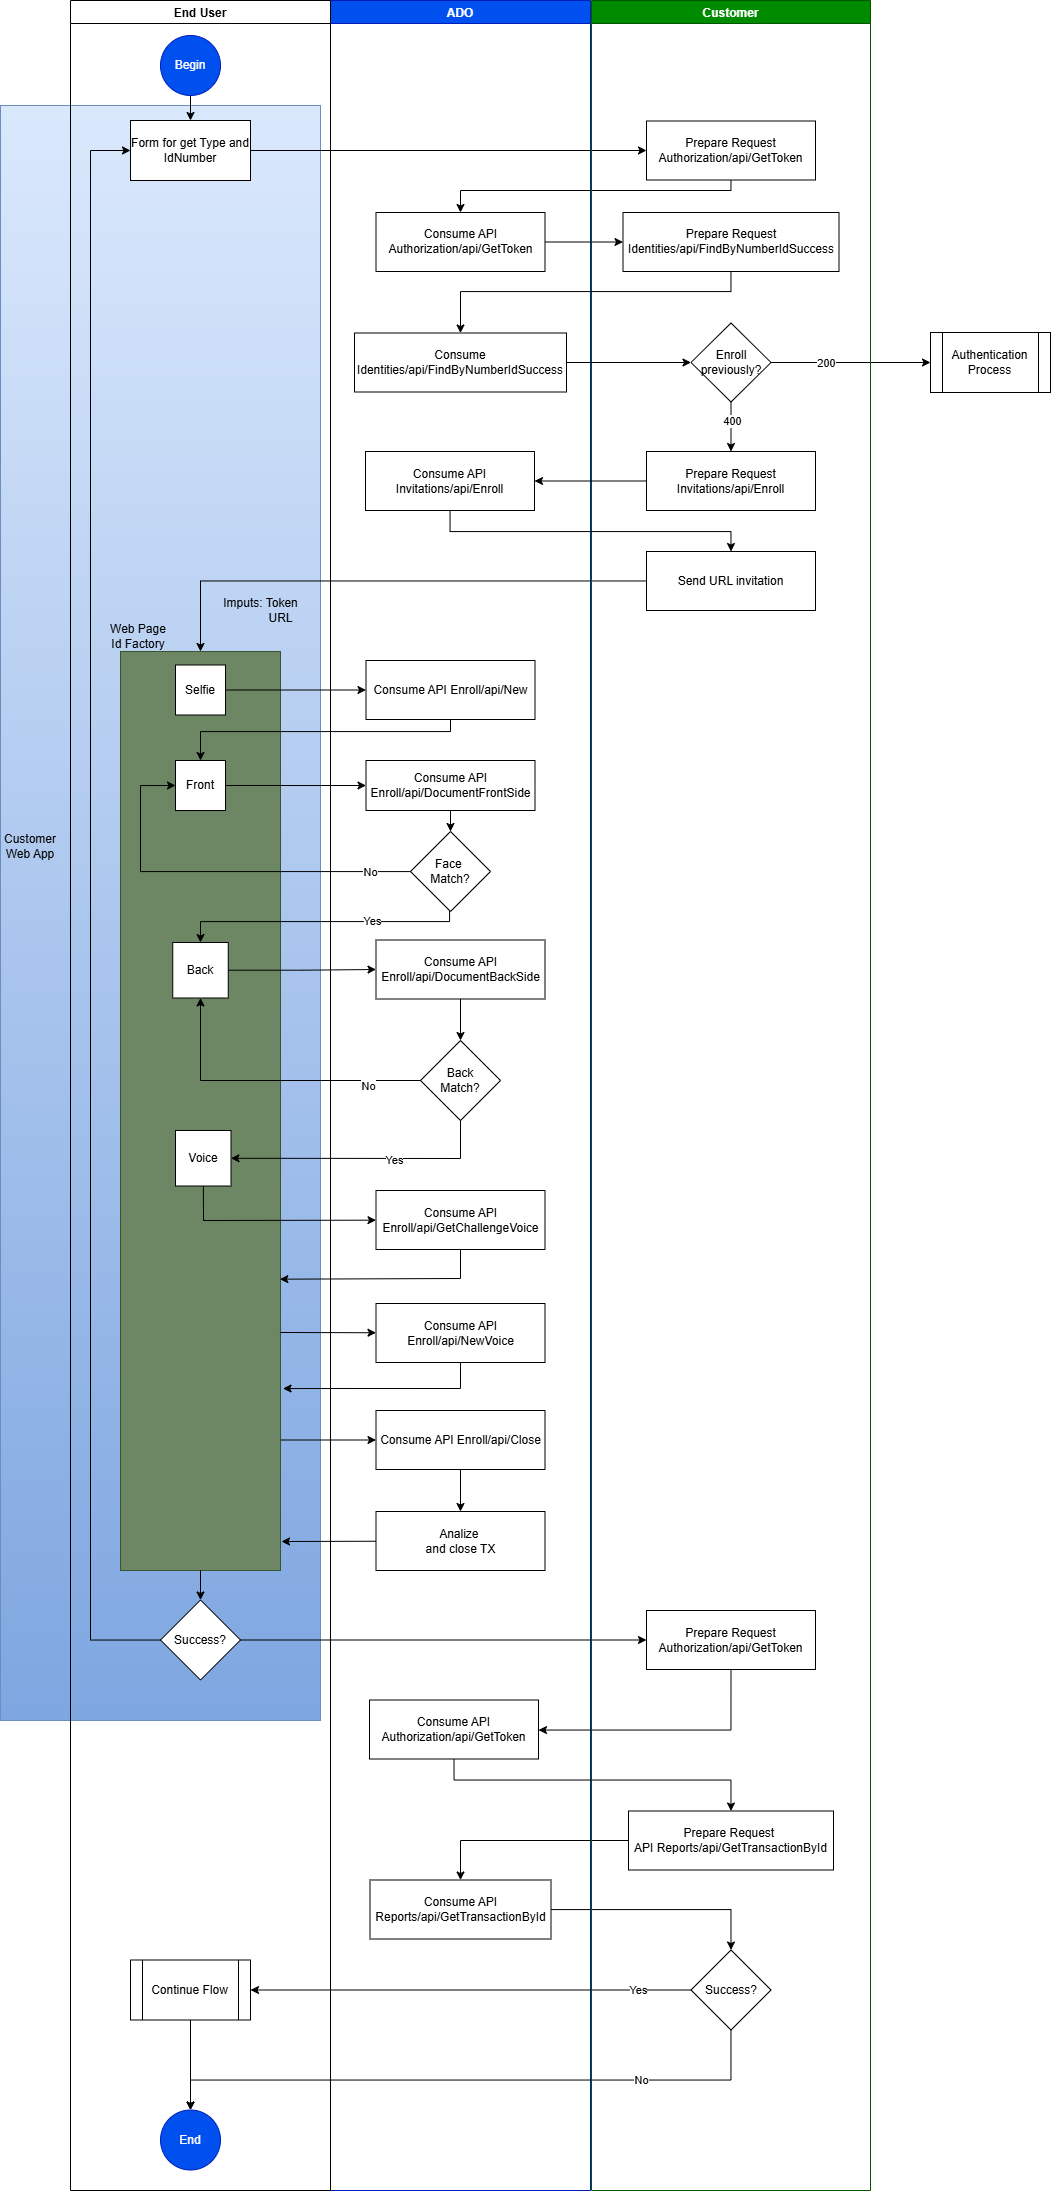 End User
ADO
Customer
Begin
Form for get Type and
IdNumber
Prepare Request
Authorization/api/GetToken
Consume API
Authorization/api/GetToken
Prepare Request
Identities/api/FindByNumberIdSuccess
Consume
Identities/api/FindByNumberIdSuccess
Enroll
previously?
200
Authentication
Process
400
Consume API
Invitations/api/Enroll
Prepare Request
Invitations/api/Enroll
Send URL invitation
Imputs: Token
URL
Web Page
Id Factory
Selfie
Consume API Enroll/api/New
Front
Consume API
Enroll/api/DocumentFrontSide
Customer
Web App
Face
Match?
No
Yes
Back
Consume API
Enroll/api/DocumentBackSide
Back
Match?
No
Voice
Yes
Consume API
Enroll/api/GetChallengeVoice
Consume API
Enroll/api/NewVoice
Consume API Enroll/api/Close
Analize
and close TX
Success?
Prepare Request
Authorization/api/GetToken
Consume API
Authorization/api/GetToken
Prepare Request
API Reports/api/GetTransactionById
Consume API
Reports/api/GetTransactionById
Continue Flow
Yes
Success?
No
End